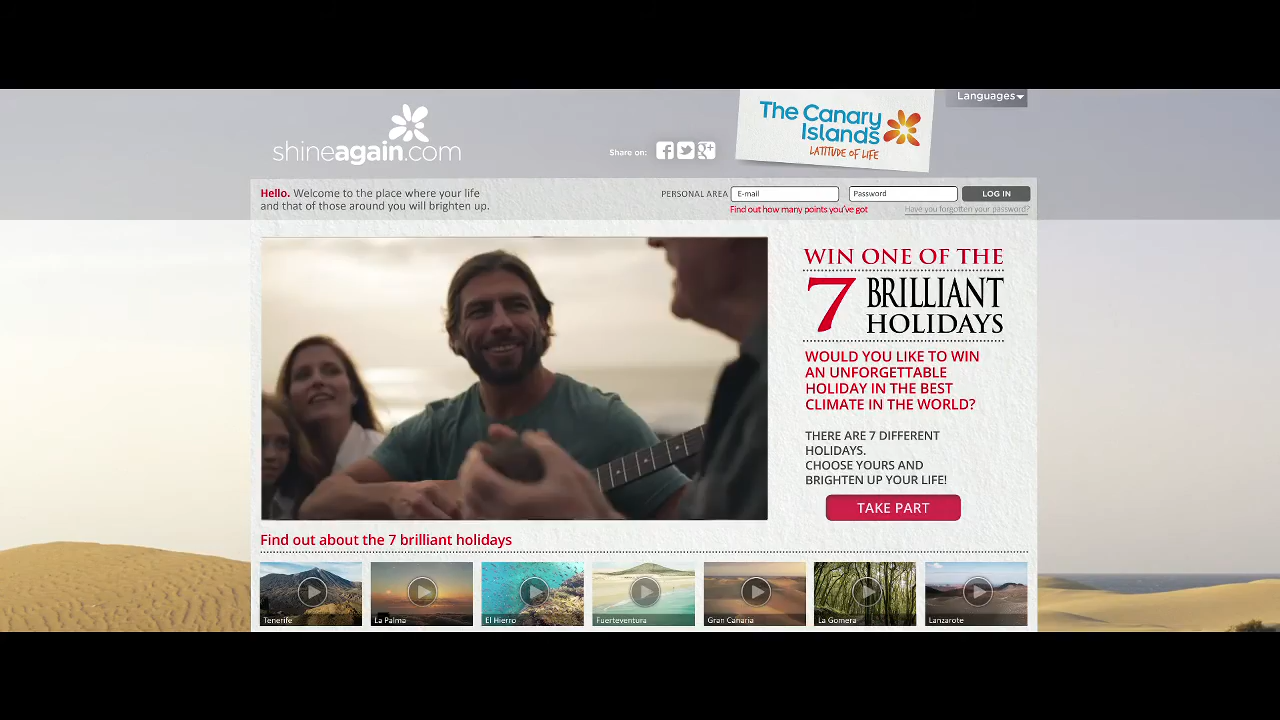 Languages
shineagain.com
Share on:
The Canary
Islands
LATITUDE OF LIFE
Hello. Welcome to the place where your life
and that of those around you will brighten up.
PERSONAL AREA
E-mail
Password
LOG IN
Find out how many points you've got
Have you forgotten your password?
WIN ONE OF THE
7 BRILLIANT
HOLIDAYS
WOULD YOU LIKE TO WIN
AN UNFORGETTABLE
HOLIDAY IN THE BEST
CLIMATE IN THE WORLD?
THERE ARE 7 DIFFERENT
HOLIDAYS.
CHOOSE YOURS AND
BRIGHTEN UP YOUR LIFE!
TAKE PART
Find out about the 7 brilliant holidays
Tenerife
La Palma
El Hierro
Fuerteventura
Gran Canaria
La Gomera
Lanzarote